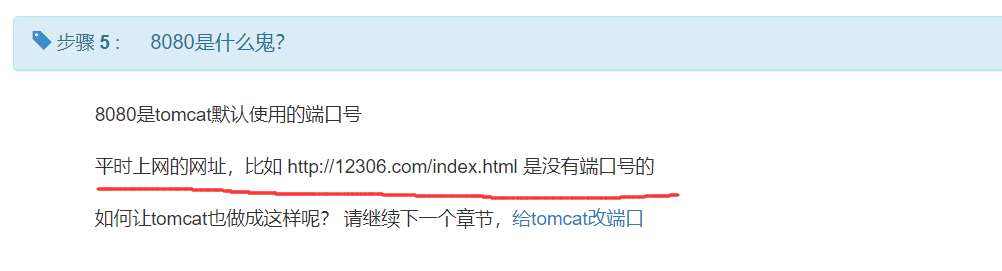 步骤 5 : 8080是什么鬼?
8080是tomcat默认使用的端口号
平时上网的网址，比如 http://12306.com/index.html 是没有端口号的
如何让tomcat也做成这样呢？ 请继续下一个章节，给tomcat改端口